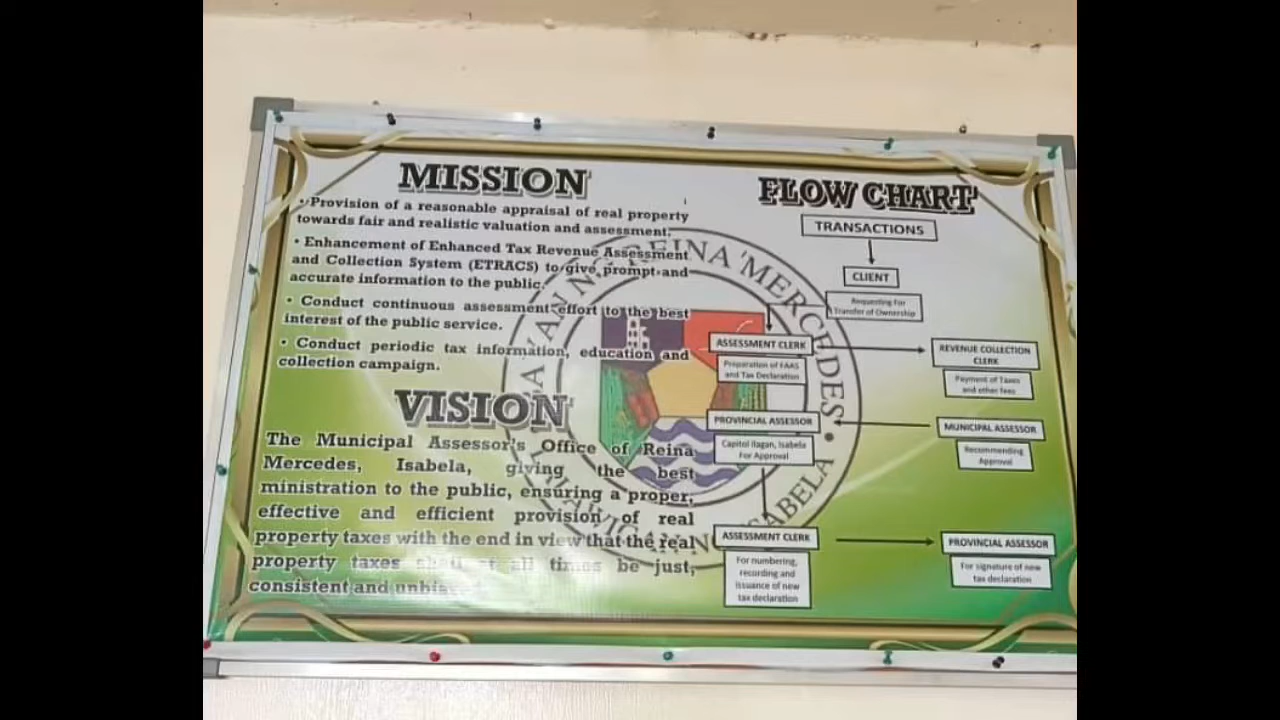 MISSION
• Provision of a reasonable appraisal of real property
towards fair and realistic valuation and assessment.
• Enhancement of Enhanced Tax Revenue Assessment
and Collection System (ETRACS) to give prompt and
accurate information to the public.
• Conduct continuous assessment effort to the best
interest of the public service.
• Conduct periodic tax information, education and
collection campaign.
VISION
The Municipal Assessor's Office of Reina
Mercedes, Isabela, giving the best
ministration to the public, ensuring a proper,
effective and efficient provision of real
property taxes with the end in view that the real
property taxes shall at all times be just,
consistent and
FLOW CHART
TRANSACTIONS
CLIENT
Requesting For
Transfer of Ownership
ASSESSMENT CLERK
Preparation of FAAS
and Tax Declaration
REVENUE COLLECTION
CLERK
Payment of Taxes
and other fees
PROVINCIAL ASSESSOR
Capitol Ilagan, Isabela
For Approval
MUNICIPAL ASSESSOR
Recommending
Approval
ASSESSMENT CLERK
For numbering,
recording and
issuance of new
tax declaration
PROVINCIAL ASSESSOR
For signature of new
tax declaration
REINA MERCEDES
ISABELA